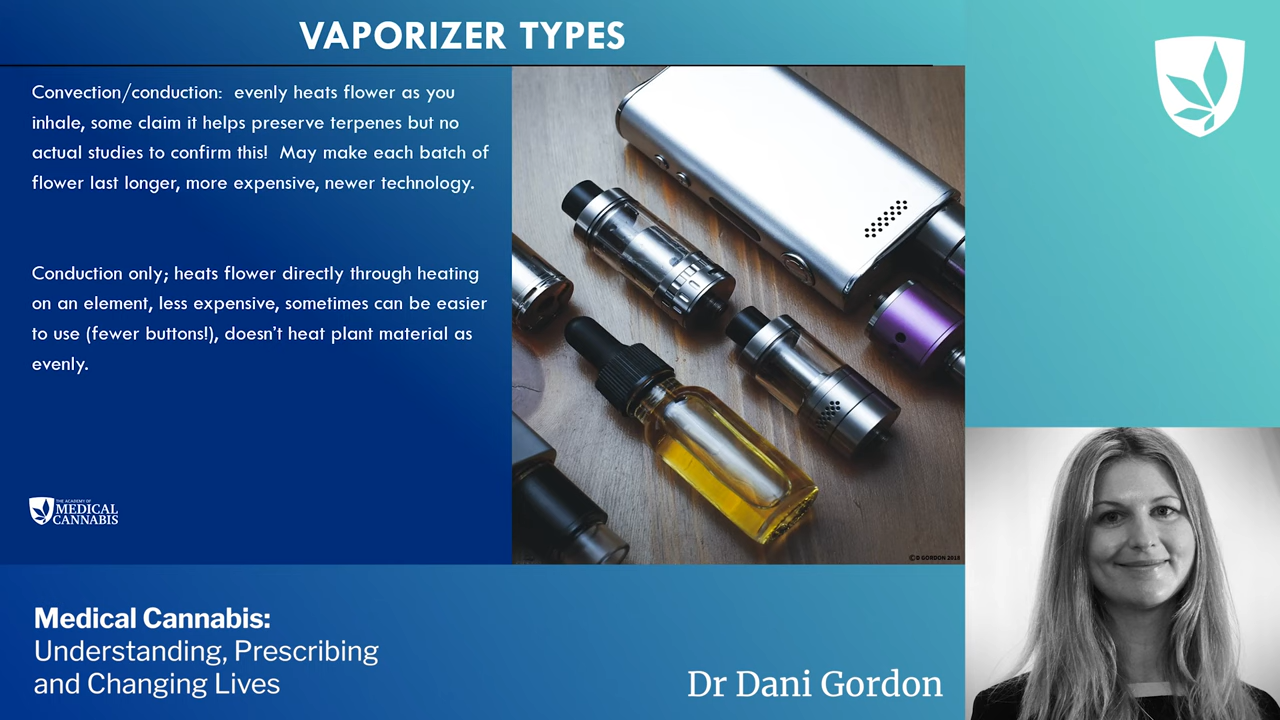 VAPORIZER TYPES
Convection/conduction: evenly heats flower as you
inhale, some claim it helps preserve terpenes but no
actual studies to confirm this! May make each batch of
flower last longer, more expensive, newer technology.
Conduction only; heats flower directly through heating
on an element, less expensive, sometimes can be easier
to use (fewer buttons!), doesn't heat plant material as
evenly.
THE ACADEMY OF
MEDICAL
CANNABIS
©D GORDON 2019
Medical Cannabis:
Understanding, Prescribing
and Changing Lives
Dr Dani Gordon